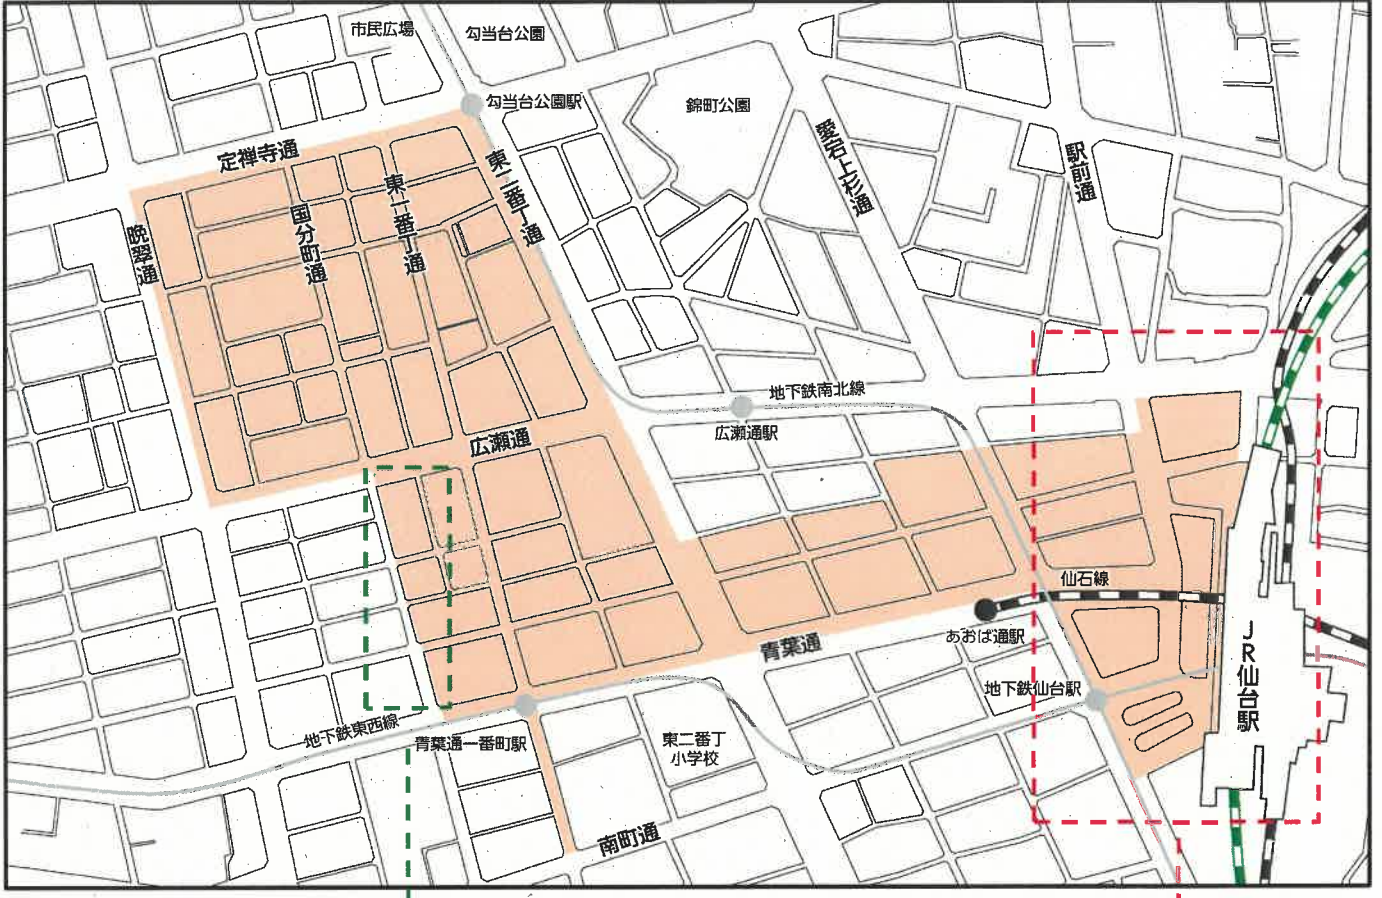 市民広場
勾当台公園
勾当台公園駅
錦町公園
定禅寺通
東二番丁通
愛宕上杉通
駅前通
晩翠通
国分町通
東一番丁通
地下鉄南北線
広瀬通駅
広瀬通
仙石線
あおば通駅
青葉通
JR仙台駅
地下鉄仙台駅
地下鉄東西線
青葉通一番町駅
東二番丁
小学校
南町通